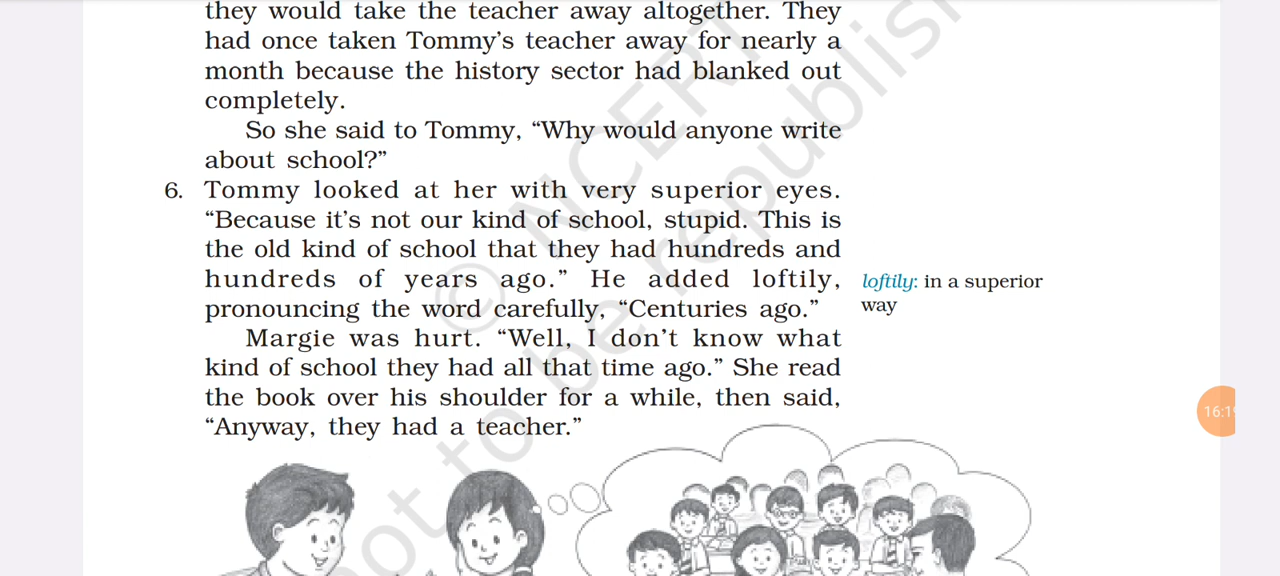 they would take the teacher away altogether. They
had once taken Tommy's teacher away for nearly a
month because the history sector had blanked out
completely.
So she said to Tommy, “Why would anyone write
about school?”
6. Tommy looked at her with very superior eyes.
“Because it's not our kind of school, stupid. This is
the old kind of school that they had hundreds and
hundreds of years ago.” He added loftily,
pronouncing the word carefully, “Centuries ago.”
loftily: in a superior
way
Margie was hurt. “Well, I don't know what
kind of school they had all that time ago.” She read
the book over his shoulder for a while, then said,
“Anyway, they had a teacher.”
© NCERT
not to be republish